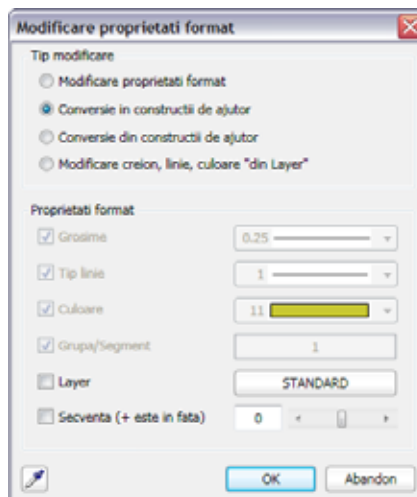 Modificare proprietati format
Tip modificare
Modificare proprietati format
Conversie in constructii de ajutor
Conversie din constructii de ajutor
Modificare creion, linie, culoare "din Layer"
Proprietati format
Grosime 0.25
Tip linie 1
Culoare 11
Grupa/Segment 1
Layer STANDARD
Secventa (+ este in fata) 0
OK Abandon